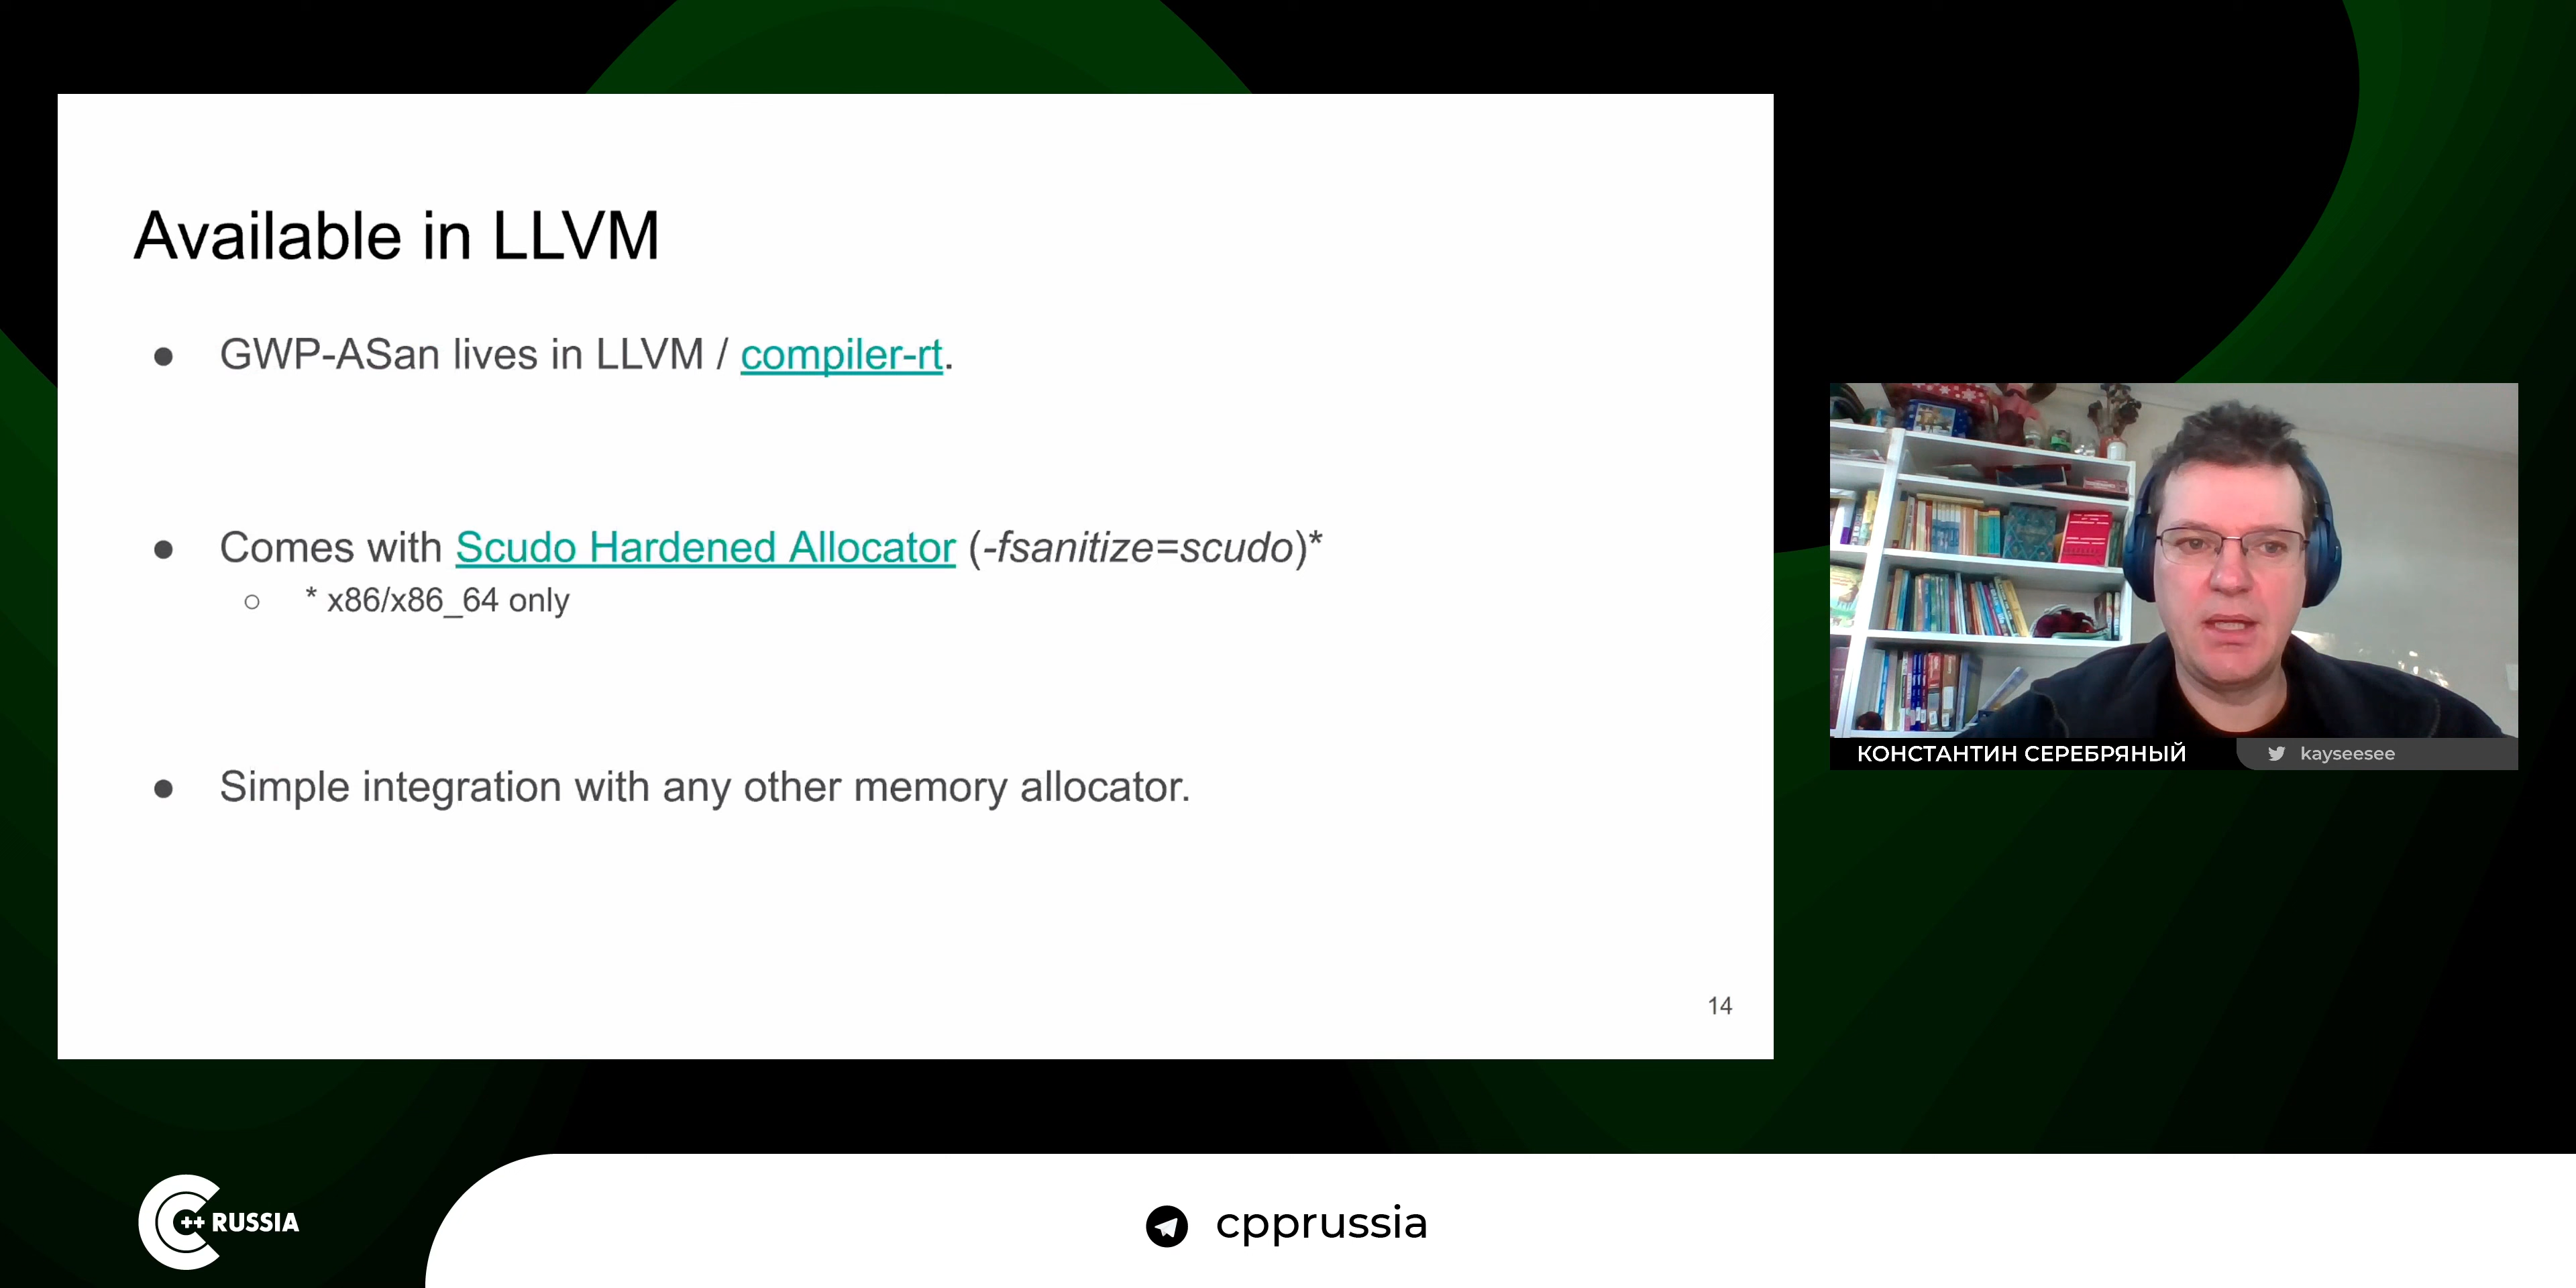 Available in LLVM
● GWP-ASan lives in LLVM / compiler-rt.
● Comes with Scudo Hardened Allocator (-fsanitize=scudo)*
○ * x86/x86_64 only
● Simple integration with any other memory allocator.
14
КОНСТАНТИН СЕРЕБРЯНЫЙ
kayseesee
C++ RUSSIA
cpprussia